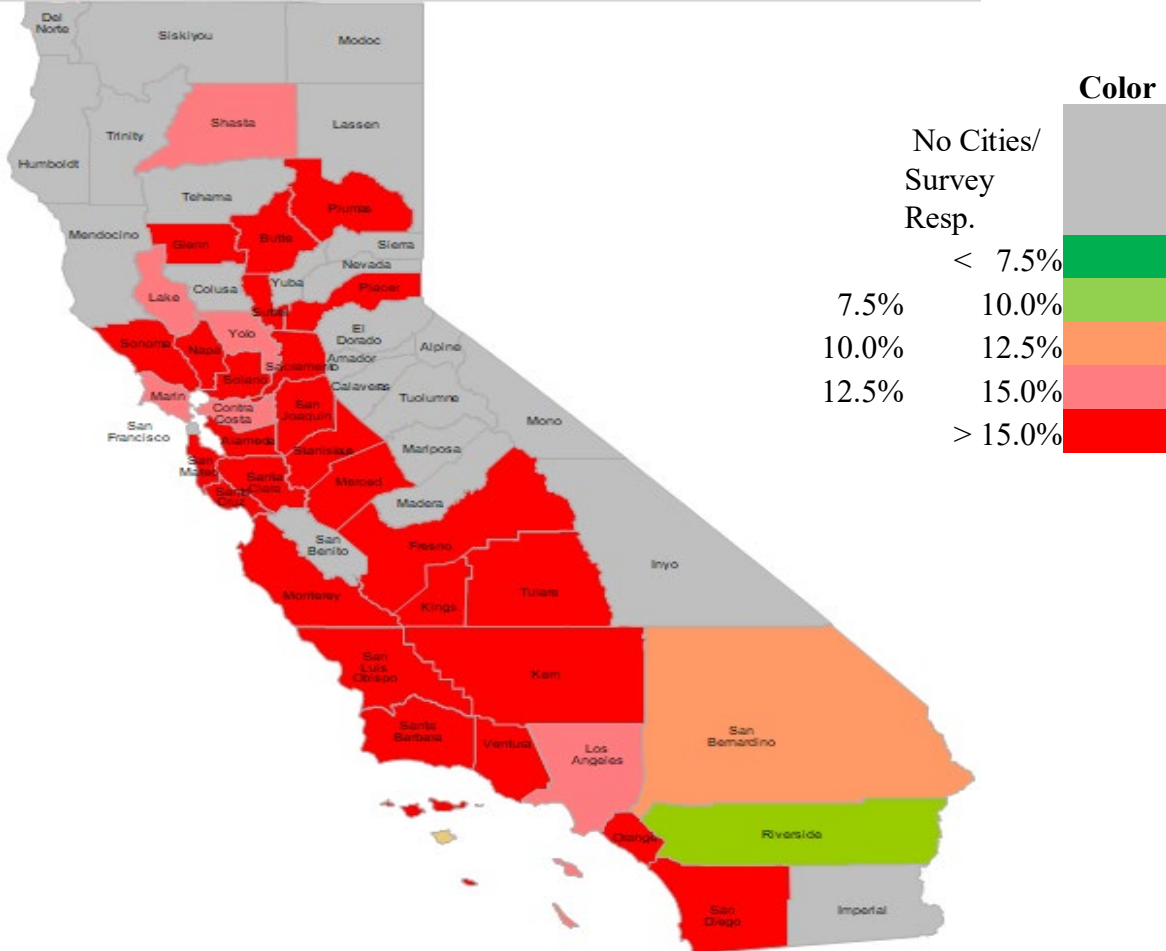 Del
Norte
Siskiyou
Modoc
Shasta
Lassen
Trinity
Humboldt
Tehama
Plumas
Mendocino
Glenn
Butte
Sierra
Nevada
Lake
Colusa
Yuba
Placer
Sutter
Sonoma
Napa
Yolo
El
Dorado
Alpine
Sacramento
Amador
Solano
Calaveras
Marin
Contra
Costa
San
Joaquin
Tuolumne
Mono
San
Francisco
Alameda
Stanislaus
Mariposa
San
Mateo
Santa
Clara
Santa
Cruz
Merced
Madera
San
Benito
Fresno
Inyo
Monterey
Kings
Tulare
San
Luis
Obispo
Kern
Santa
Barbara
Ventura
Los
Angeles
San
Bernardino
Orange
Riverside
San
Diego
Imperial
Color
No Cities/
Survey
Resp.
< 7.5%
7.5% 10.0%
10.0% 12.5%
12.5% 15.0%
> 15.0%